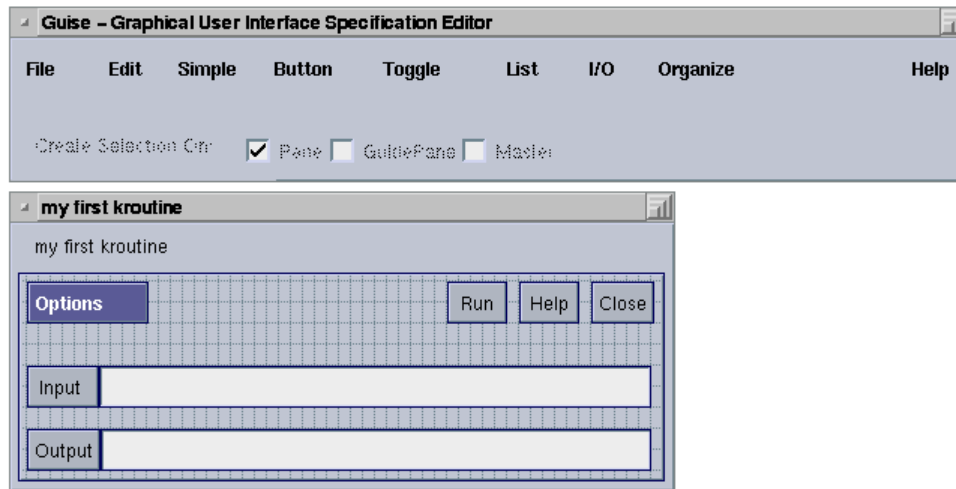 Guise – Graphical User Interface Specification Editor
File Edit Simple Button Toggle List I/O Organize Help
Create Selection On: Pane GuidePane Master
my first kroutine
my first kroutine
Options Run Help Close
Input
Output